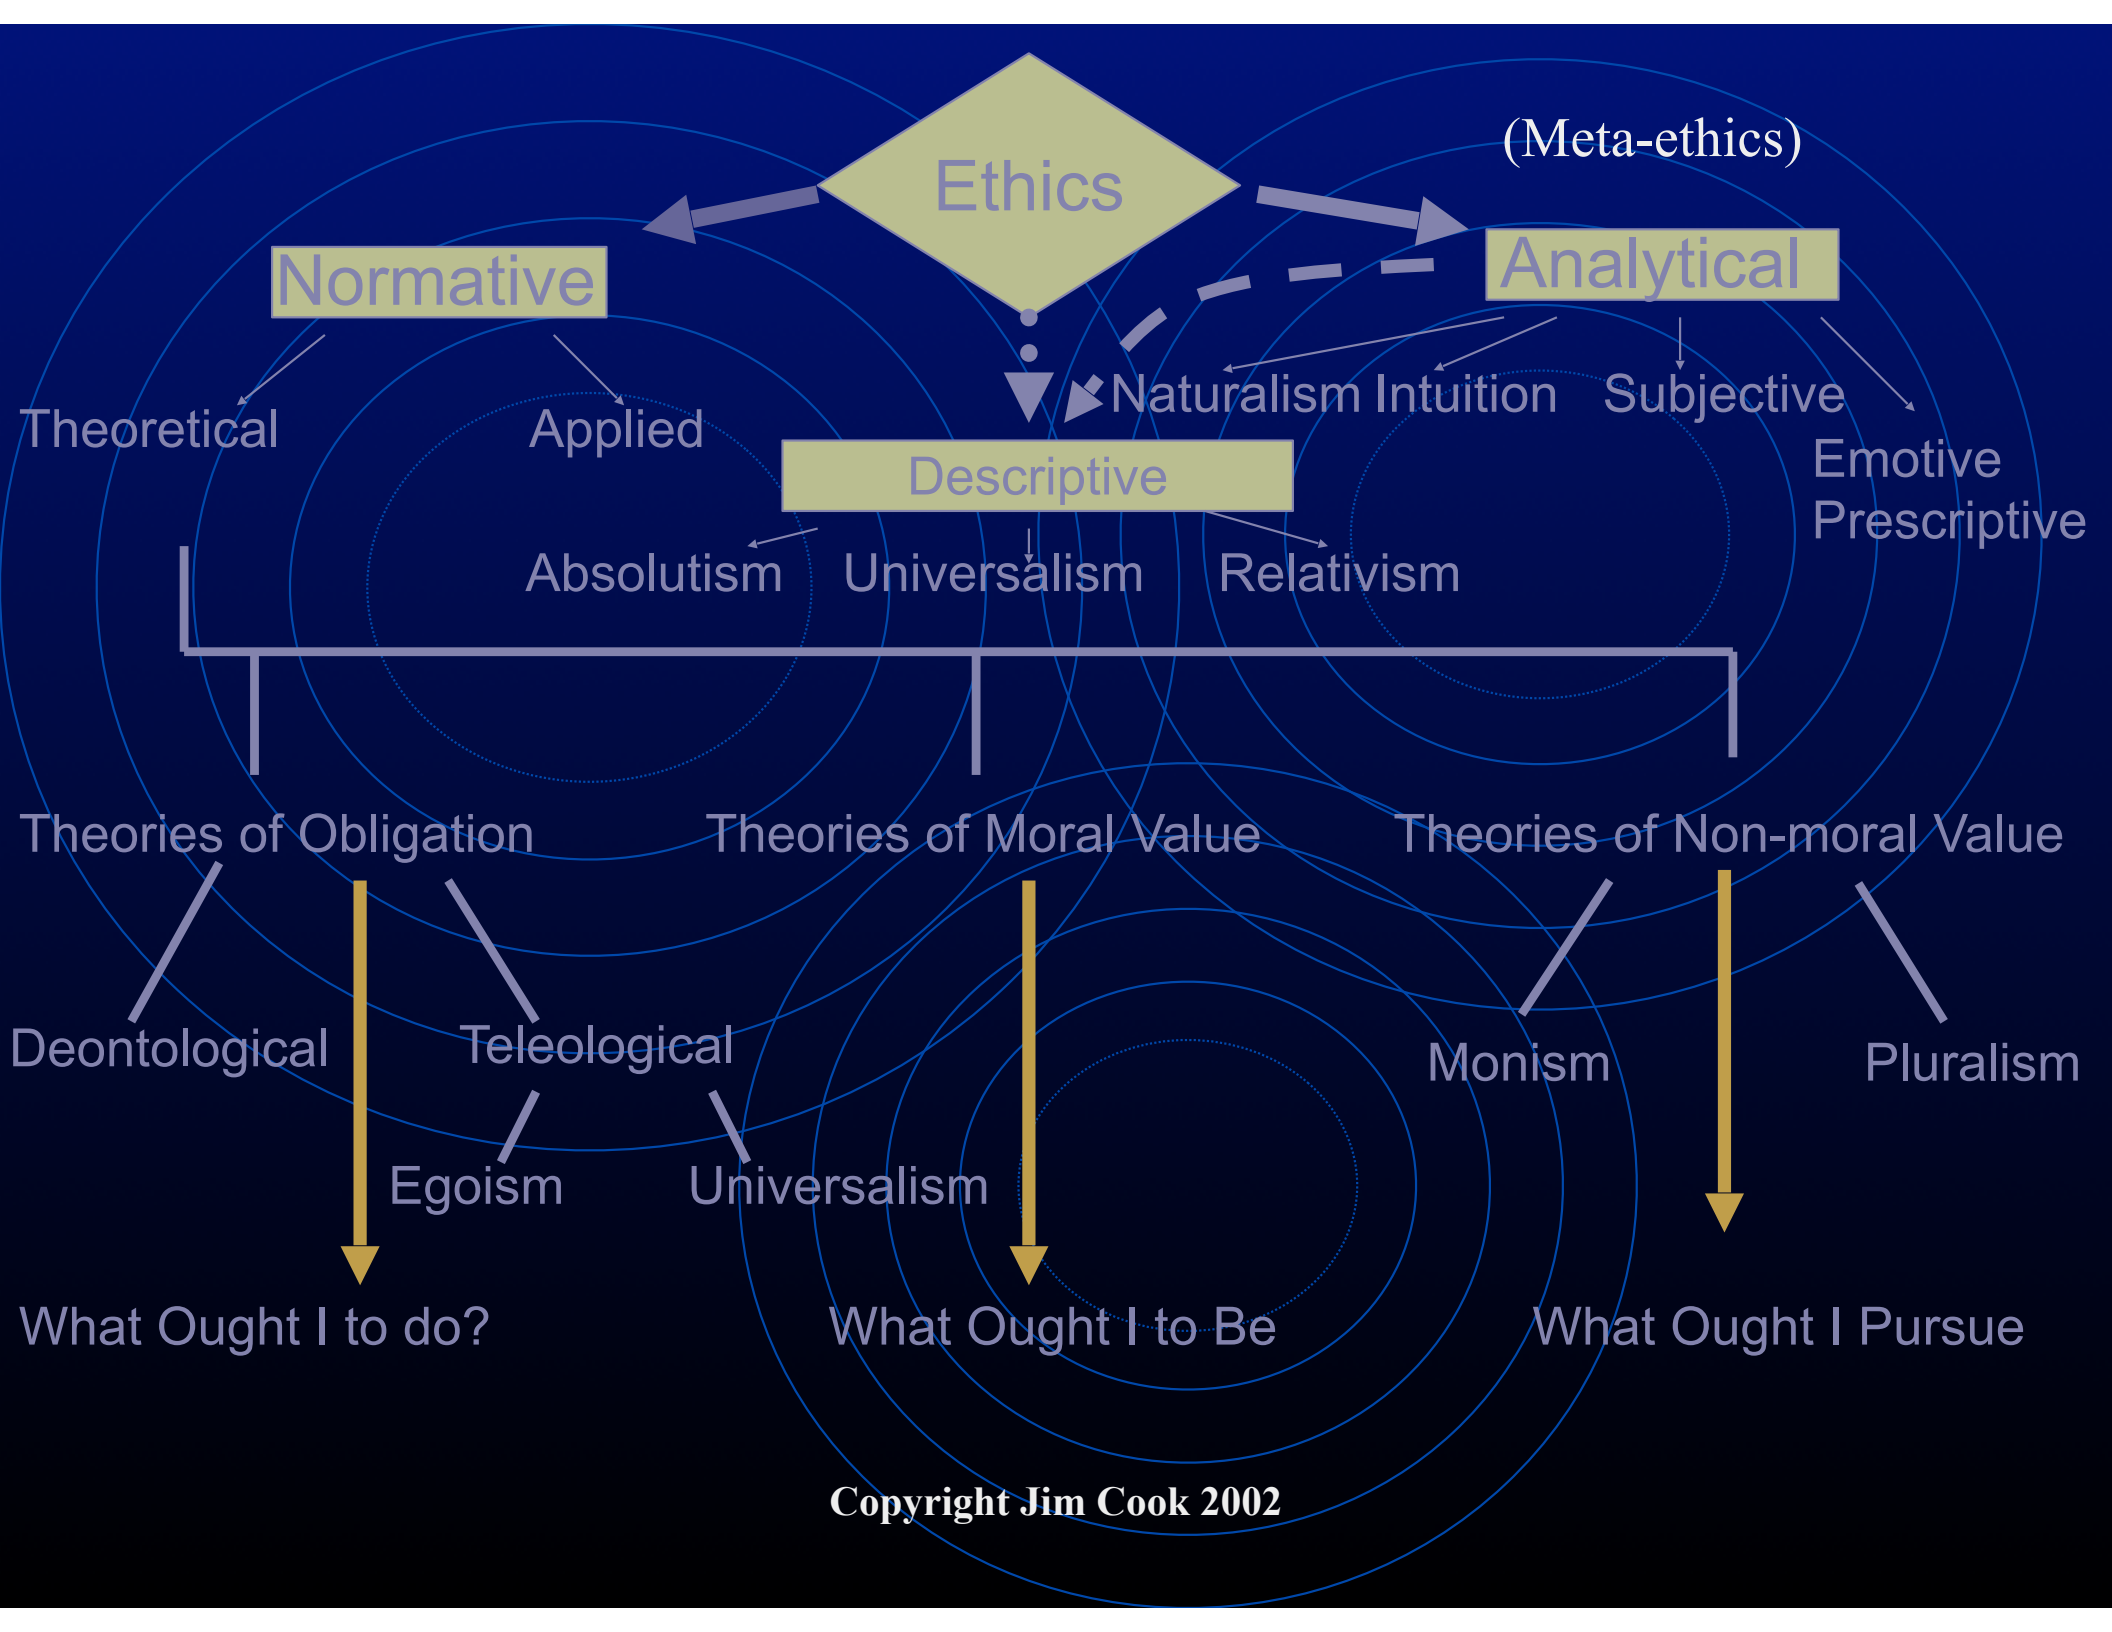 Ethics
(Meta-ethics)
Normative
Analytical
Theoretical
Applied
Naturalism
Intuition
Subjective
Emotive
Prescriptive
Descriptive
Absolutism
Universalism
Relativism
Theories of Obligation
Theories of Moral Value
Theories of Non-moral Value
Deontological
Teleological
Monism
Pluralism
Egoism
Universalism
What Ought I to do?
What Ought I to Be
What Ought I Pursue
Copyright Jim Cook 2002